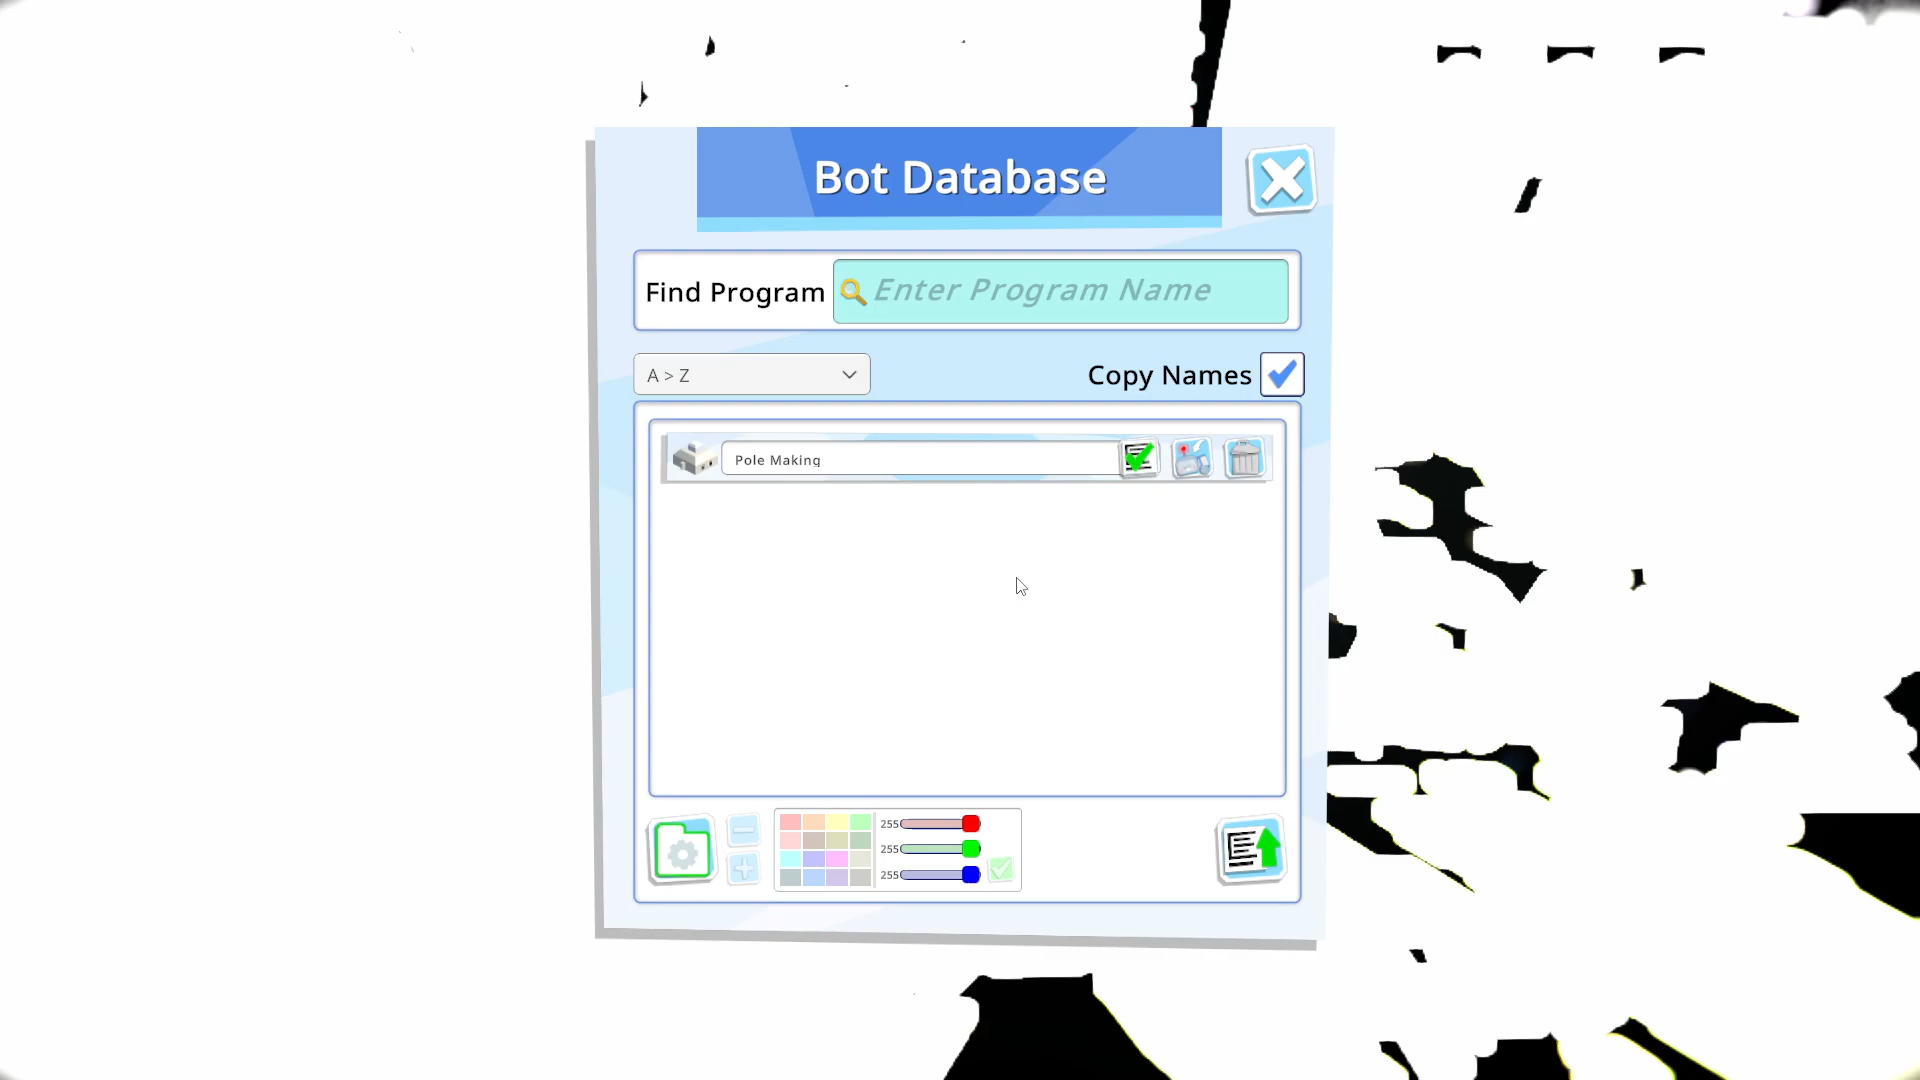 Bot Database
Find Program
Enter Program Name
A > Z
Copy Names
Pole Making
255
255
255